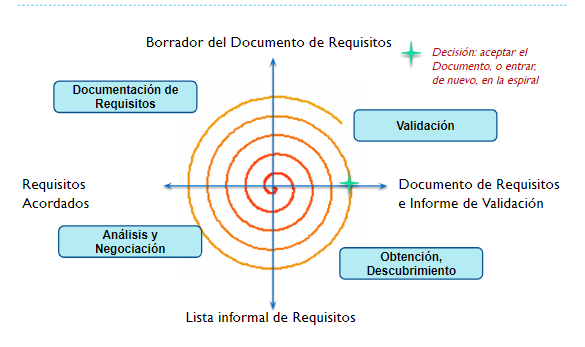 Borrador del Documento de Requisitos
Decisión: aceptar el
Documento, o entrar,
de nuevo, en la espiral
Documentación de
Requisitos
Validación
Requisitos
Acordados
Documento de Requisitos
e Informe de Validación
Análisis y
Negociación
Obtención,
Descubrimiento
Lista informal de Requisitos